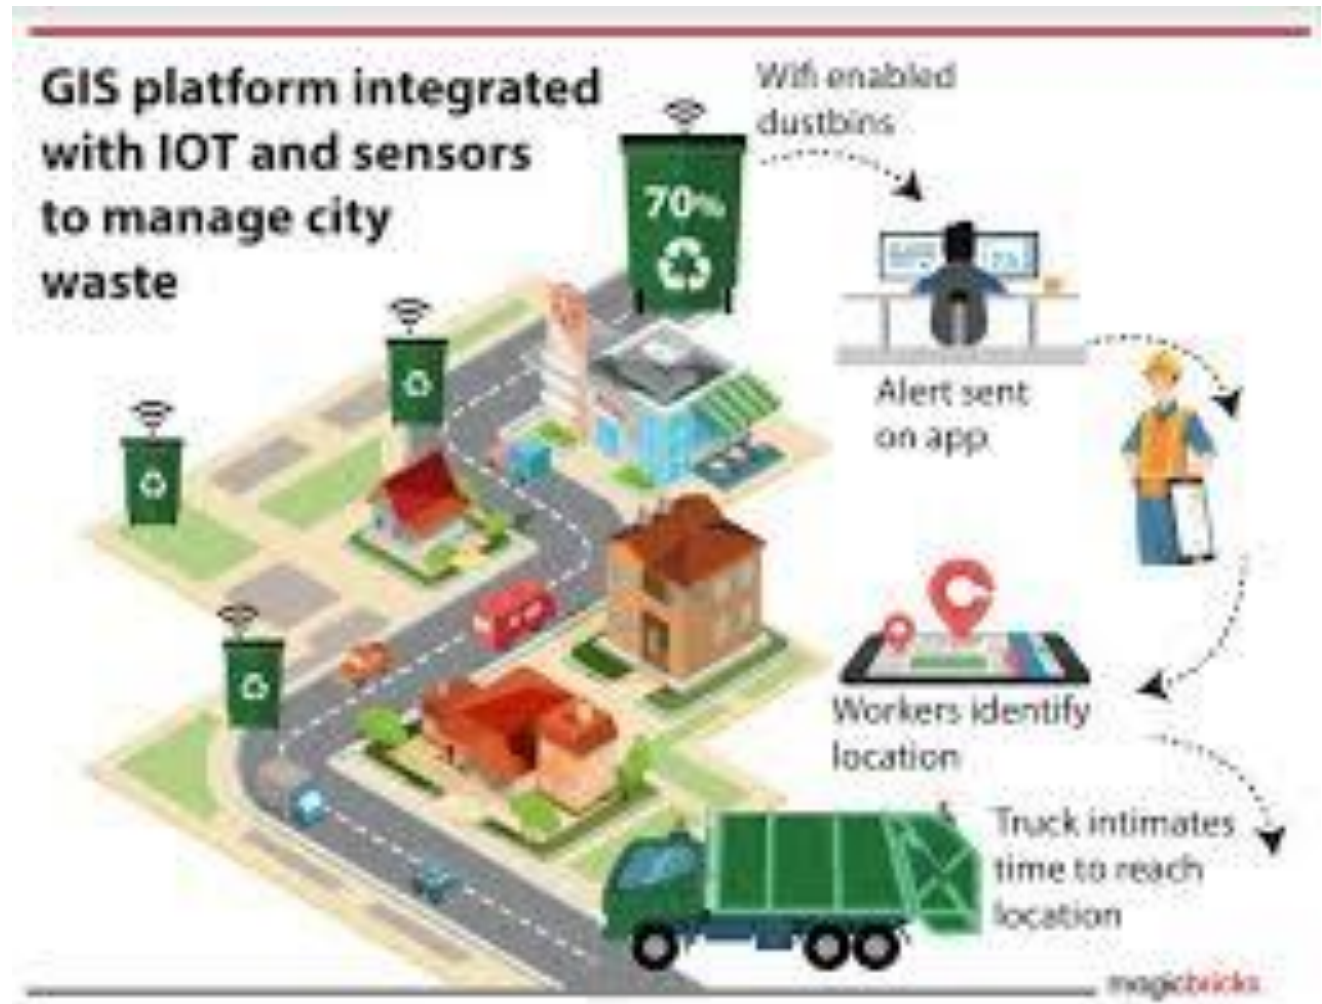 GIS platform integrated
with IOT and sensors
to manage city
waste
Wifi enabled
dustbins
70%
Alert sent
on app
Workers identify
location
Truck intimates
time to reach
location
magicbricks